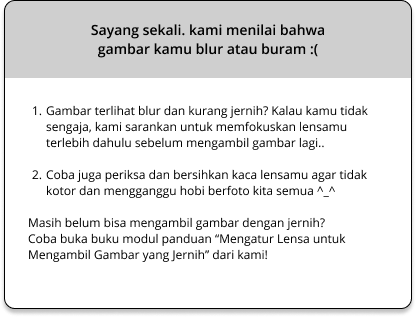 Sayang sekali. kami menilai bahwa
gambar kamu blur atau buram :(
1. Gambar terlihat blur dan kurang jernih? Kalau kamu tidak
sengaja, kami sarankan untuk memfokuskan lensamu
terlebih dahulu sebelum mengambil gambar lagi..
2. Coba juga periksa dan bersihkan kaca lensamu agar tidak
kotor dan mengganggu hobi berfoto kita semua ^_^
Masih belum bisa mengambil gambar dengan jernih?
Coba buka buku modul panduan “Mengatur Lensa untuk
Mengambil Gambar yang Jernih” dari kami!